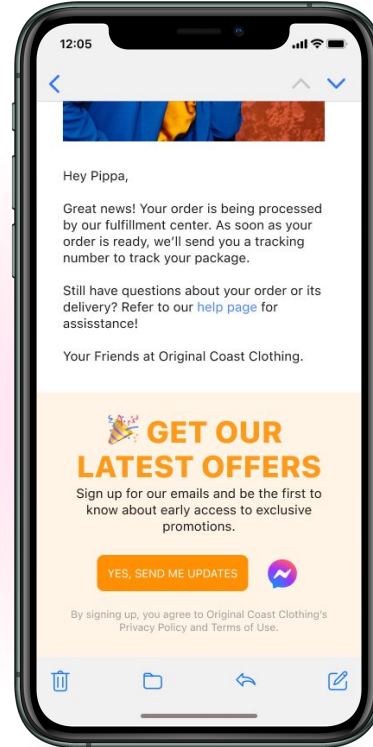 12:05
Hey Pippa,
Great news! Your order is being processed
by our fulfillment center. As soon as your
order is ready, we'll send you a tracking
number to track your package.
Still have questions about your order or its
delivery? Refer to our help page for
assisstance!
Your Friends at Original Coast Clothing.
🎉 GET OUR
LATEST OFFERS
Sign up for our emails and be the first to
know about early access to exclusive
promotions.
YES, SEND ME UPDATES
By signing up, you agree to Original Coast Clothing's
Privacy Policy and Terms of Use.